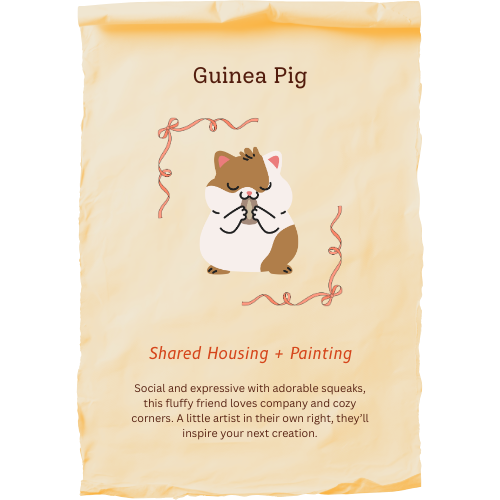 Guinea Pig
Shared Housing + Painting
Social and expressive with adorable squeaks,
this fluffy friend loves company and cozy
corners. A little artist in their own right, they’ll
inspire your next creation.